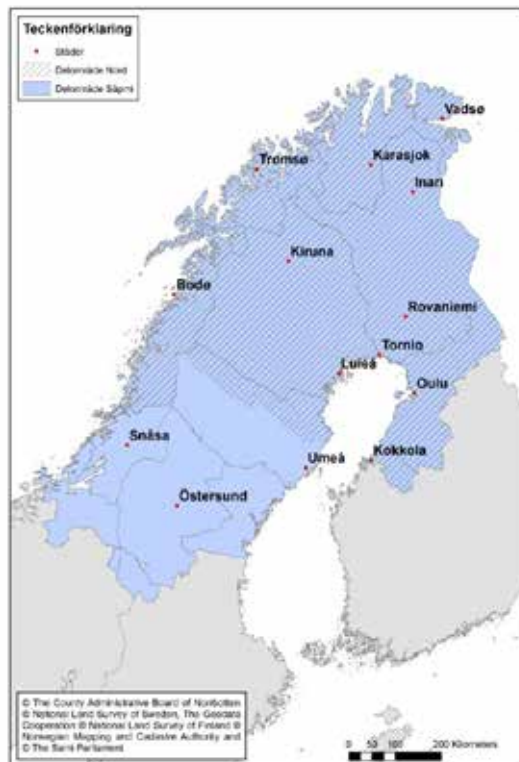 Teckenförklaring
Städer
Delområde Nord
Delområde Sápmi
Vadsø
Tromsø
Karasjok
Inari
Kiruna
Bodø
Rovaniemi
Tornio
Luleå
Oulu
Snåsa
Umeå
Kokkola
Östersund
© The County Administrative Board of Norrbotten
© National Land Survey of Sweden, The Geodata
Cooperation © National Land Survey of Finland ©
Norwegian Mapping and Cadastre Authority and
© The Sami Parliament
0 50 100 200 Kilometers